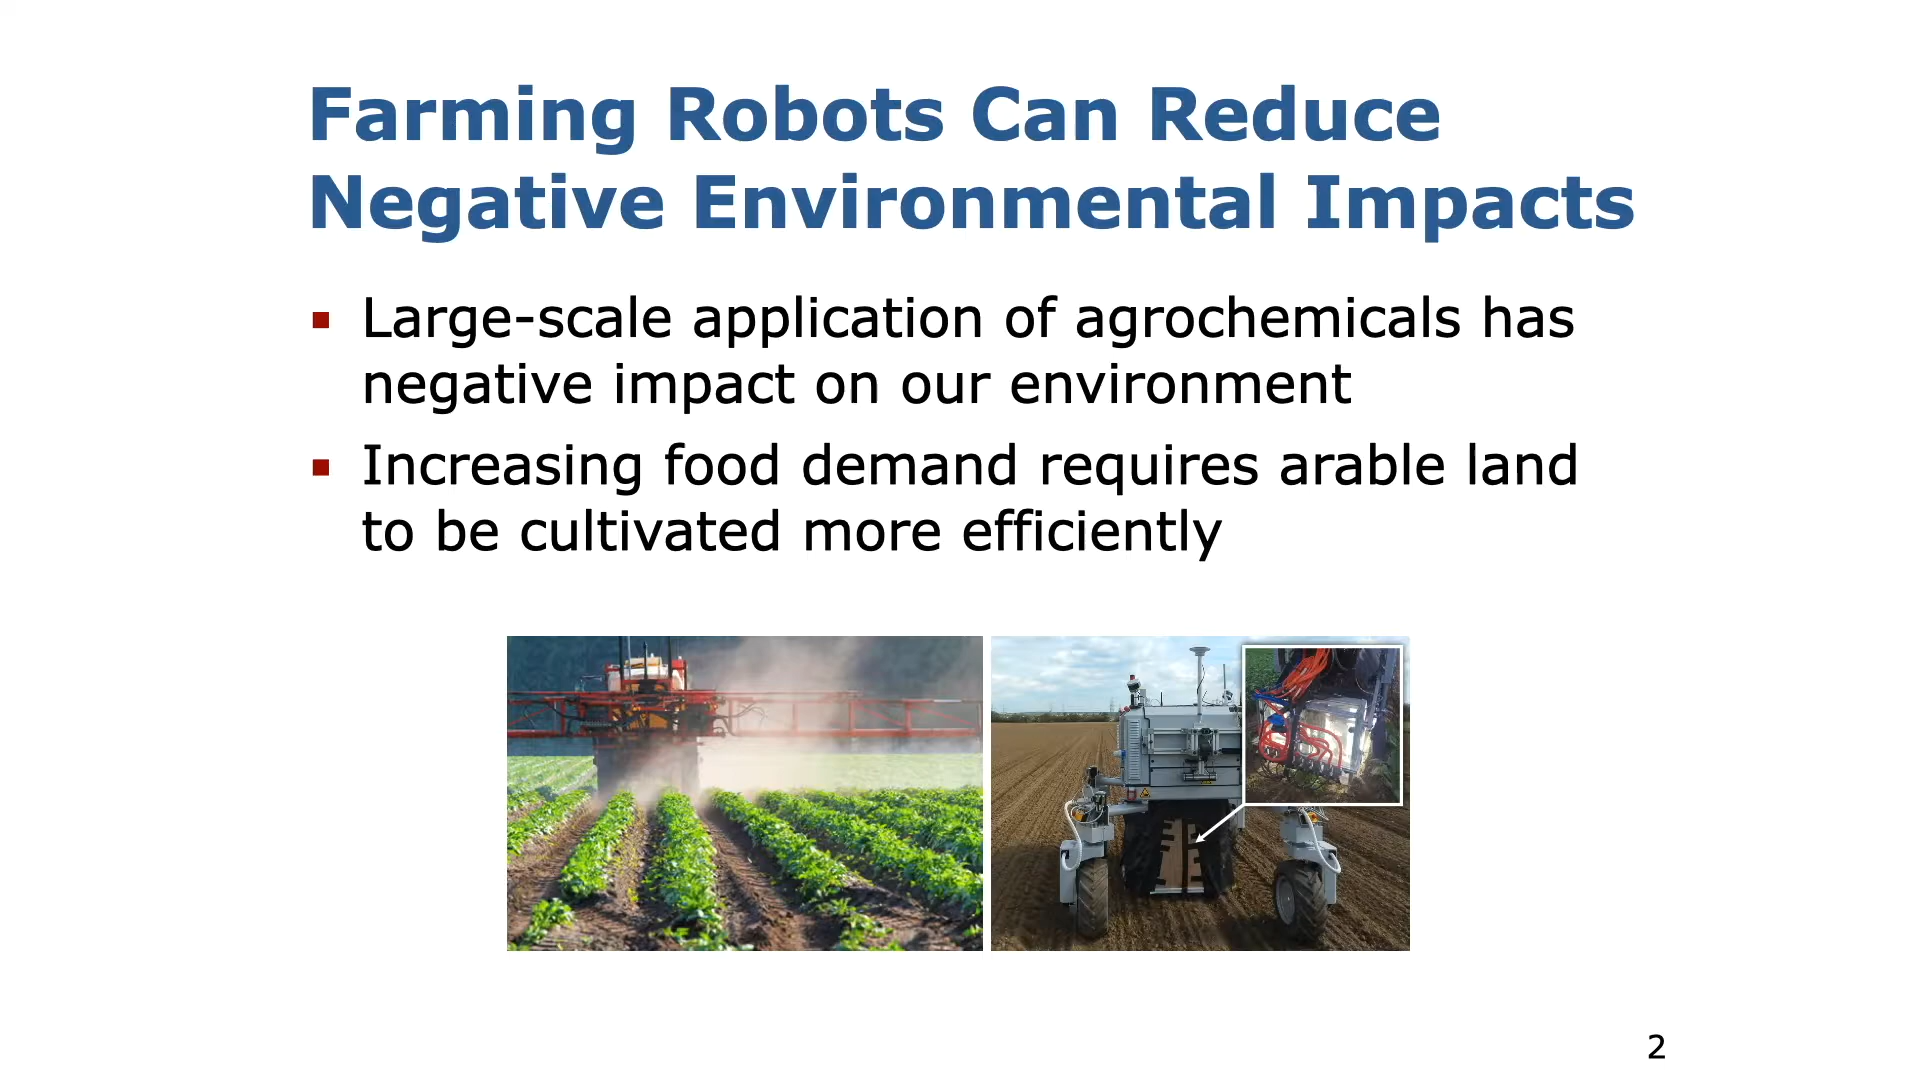 Farming Robots Can Reduce
Negative Environmental Impacts
Large-scale application of agrochemicals has
negative impact on our environment
Increasing food demand requires arable land
to be cultivated more efficiently
2